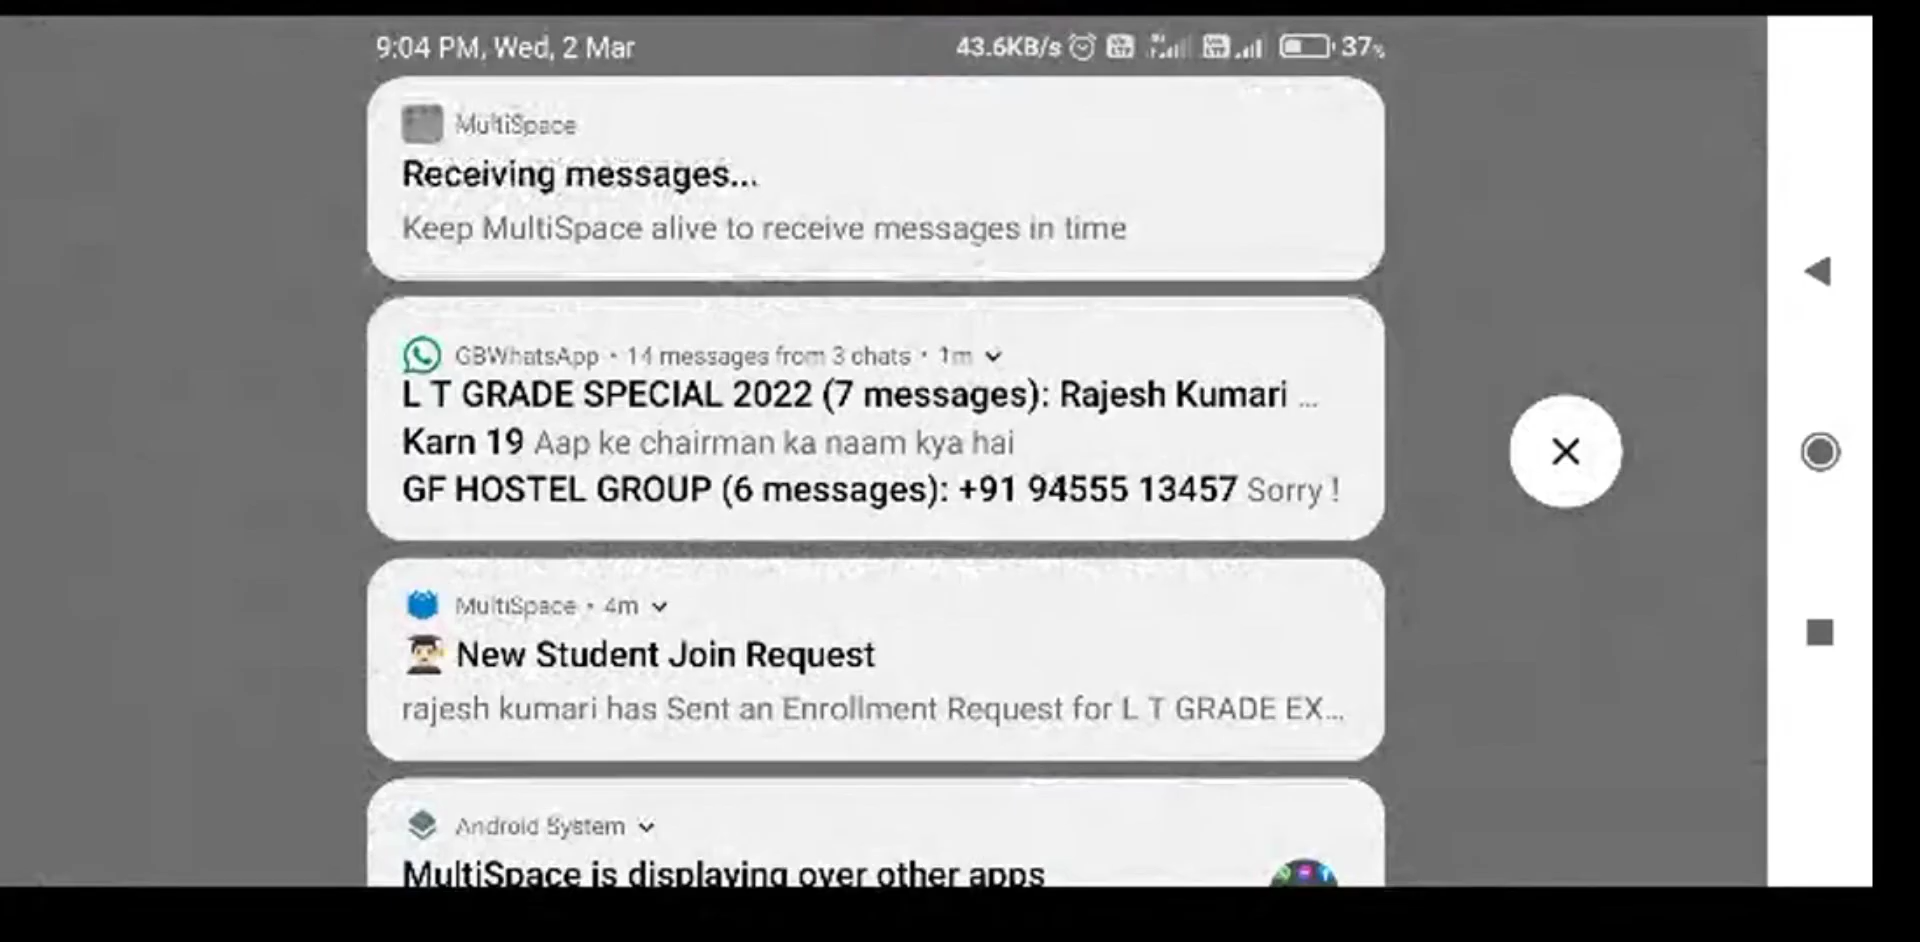 9:04 PM, Wed, 2 Mar 43.6KB/s 37%
MultiSpace
Receiving messages...
Keep MultiSpace alive to receive messages in time
GBWhatsApp • 14 messages from 3 chats • 1m
L T GRADE SPECIAL 2022 (7 messages): Rajesh Kumari ...
Karn 19 Aap ke chairman ka naam kya hai
GF HOSTEL GROUP (6 messages): +91 94555 13457 Sorry !
MultiSpace • 4m
New Student Join Request
rajesh kumari has Sent an Enrollment Request for L T GRADE EX...
Android System
MultiSpace is displaying over other apps